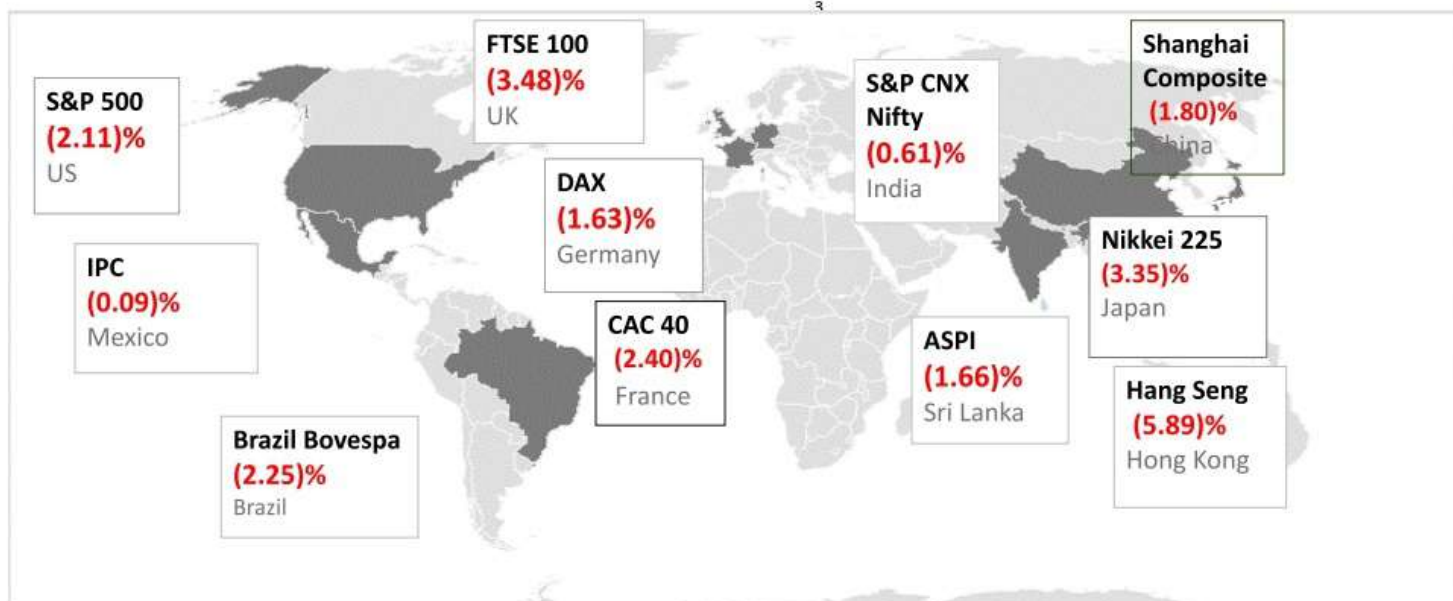 3
S&P 500
(2.11)%
US
FTSE 100
(3.48)%
UK
S&P CNX
Nifty
(0.61)%
India
Shanghai
Composite
(1.80)%
China
DAX
(1.63)%
Germany
IPC
(0.09)%
Mexico
Nikkei 225
(3.35)%
Japan
CAC 40
(2.40)%
France
ASPI
(1.66)%
Sri Lanka
Hang Seng
(5.89)%
Hong Kong
Brazil Bovespa
(2.25)%
Brazil